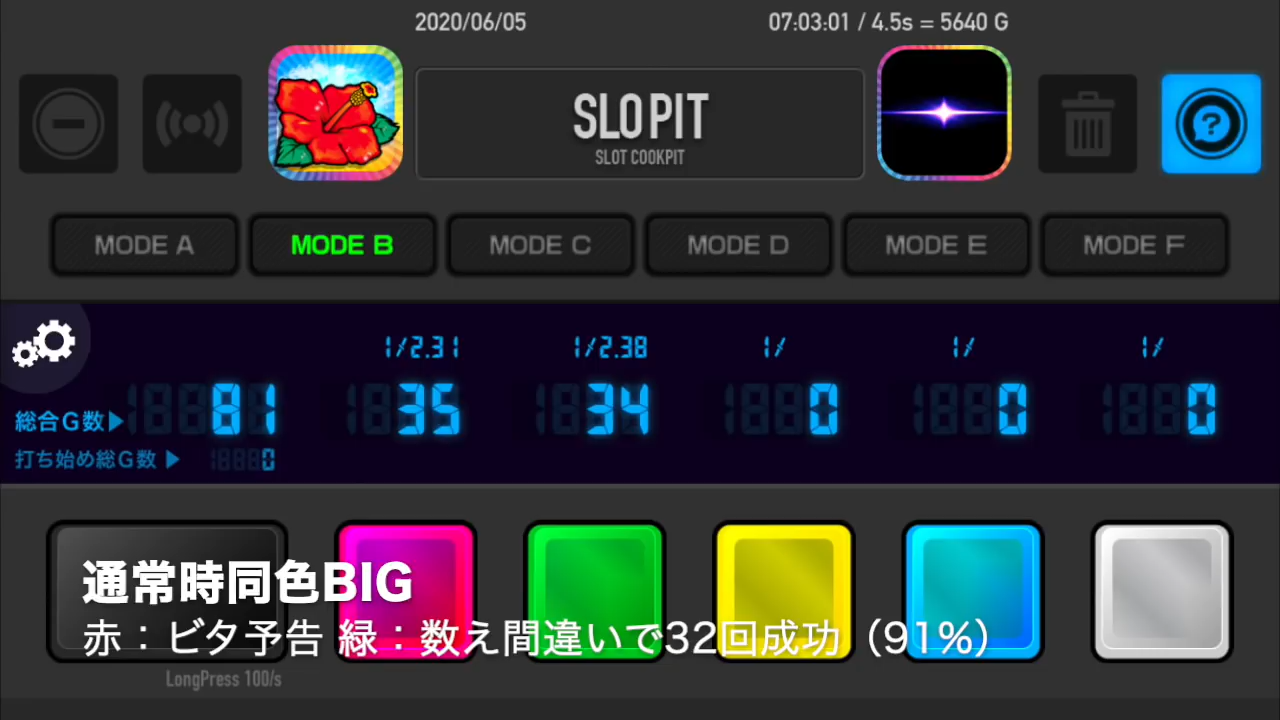 2020/06/05
07:03:01 / 4.5s = 5640 G
SLOPIT
SLOT COOKPIT
MODE A
MODE B
MODE C
MODE D
MODE E
MODE F
1/2.31
1/2.38
1/
1/
1/
総合G数▶ 81
35
34
0
0
0
打ち始め総G数 ▶ 0
通常時同色BIG
赤：ビタ予告 緑：数え間違いで32回成功（91%）
LongPress 100/s